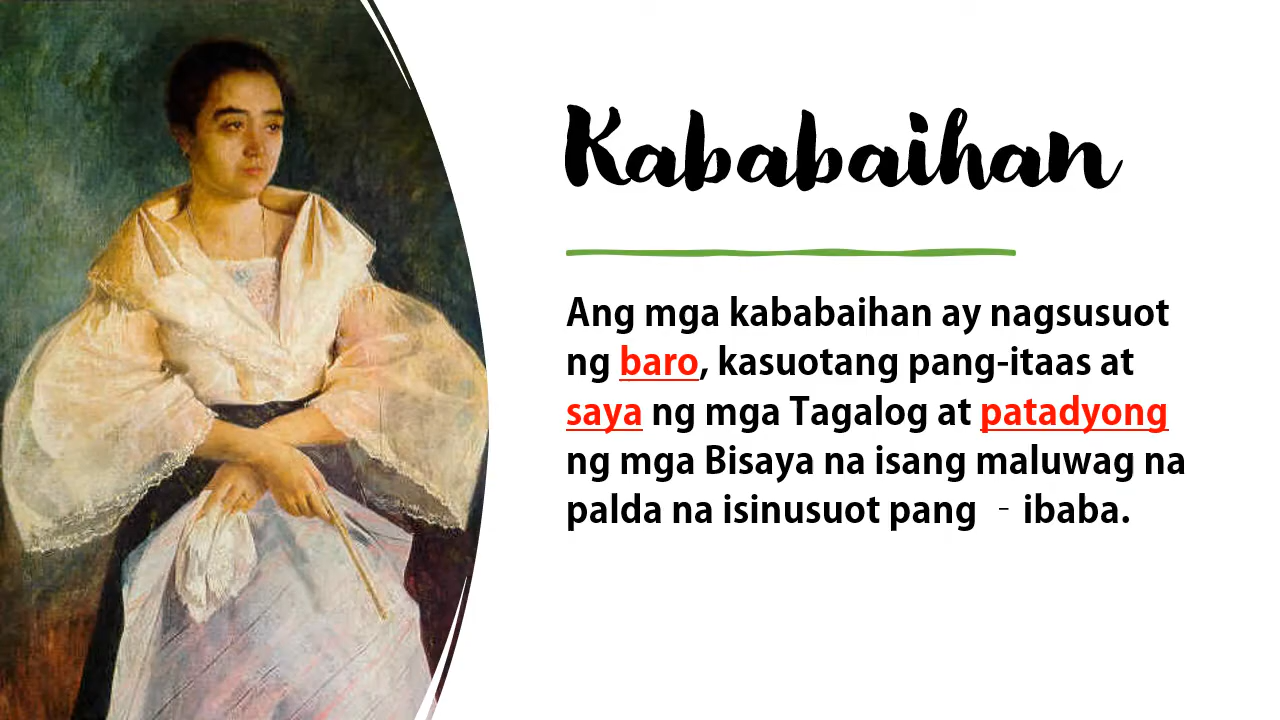 Kababaihan
Ang mga kababaihan ay nagsusuot
ng baro, kasuotang pang-itaas at
saya ng mga Tagalog at patadyong
ng mga Bisaya na isang maluwag na
palda na isinusuot pang - ibaba.